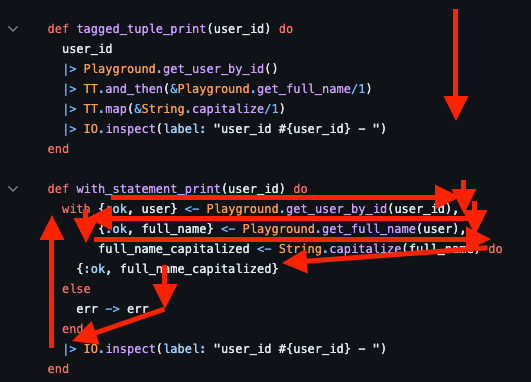 def tagged_tuple_print(user_id) do
user_id
|> Playground.get_user_by_id()
|> TT.and_then(&Playground.get_full_name/1)
|> TT.map(&String.capitalize/1)
|> IO.inspect(label: "user_id #{user_id} - ")
end
def with_statement_print(user_id) do
with {:ok, user} <- Playground.get_user_by_id(user_id),
{:ok, full_name} <- Playground.get_full_name(user),
full_name_capitalized <- String.capitalize(full_name) do
{:ok, full_name_capitalized}
else
err -> err
end
|> IO.inspect(label: "user_id #{user_id} - ")
end